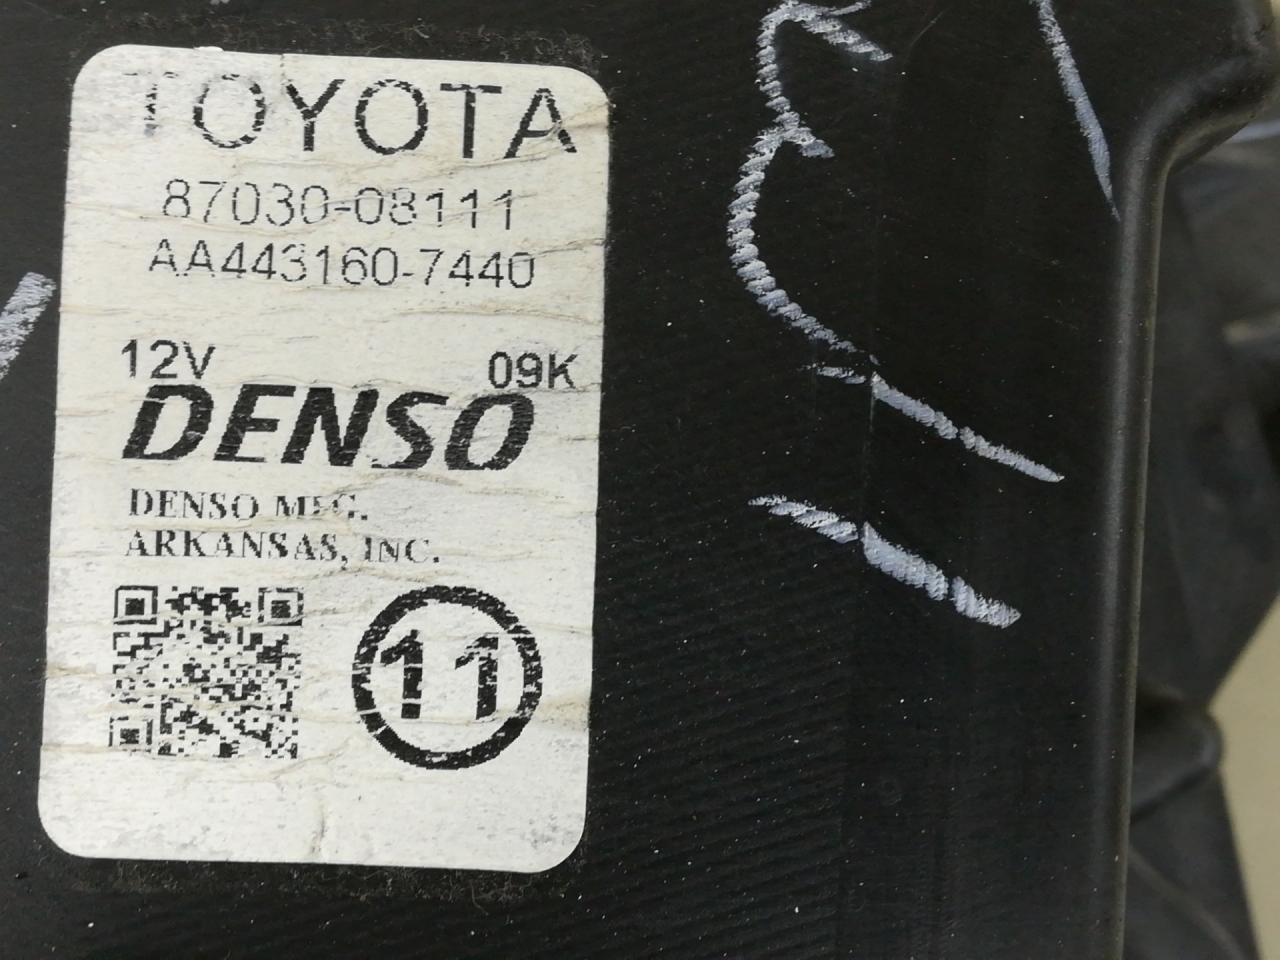 TOYOTA
87030-08111
AA443160-7440
12V 09K
DENSO
DENSO MFG.
ARKANSAS, INC.
11